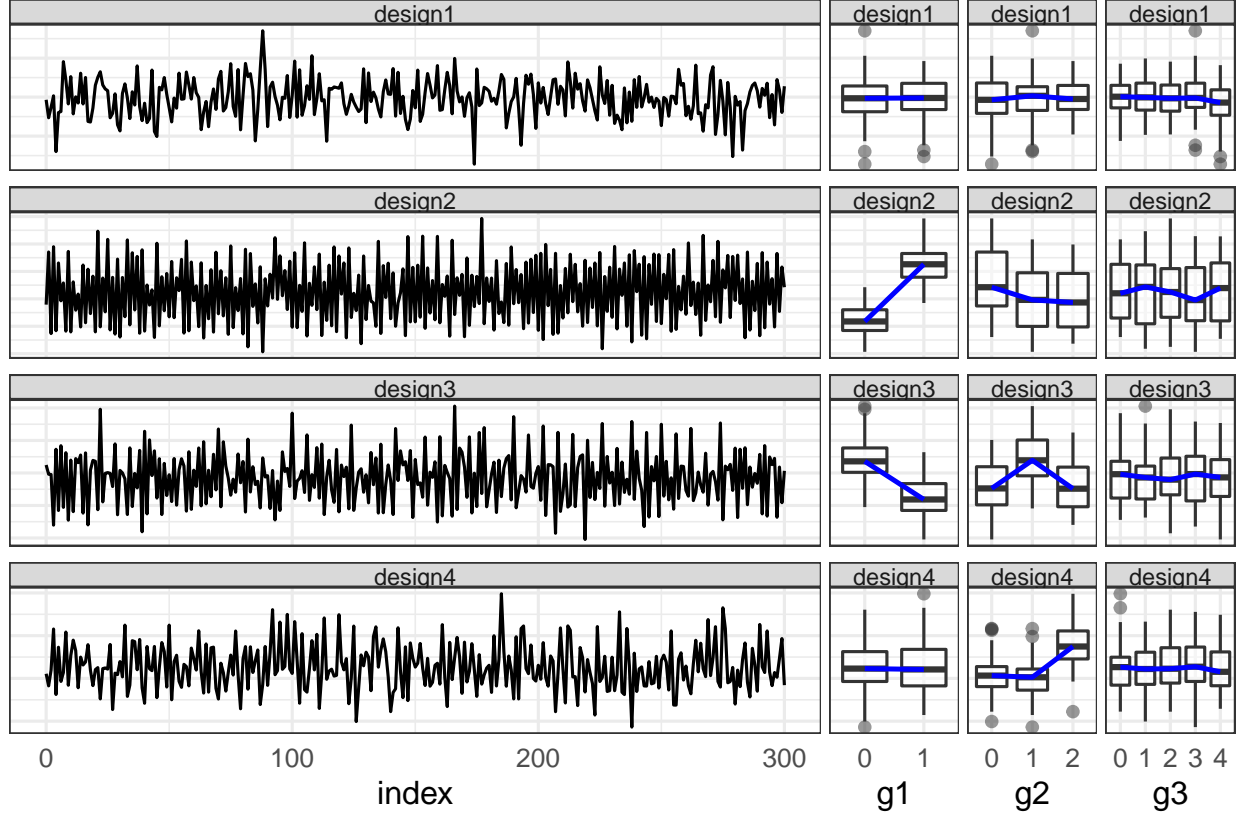 design1 design1 design1 design1
design2 design2 design2 design2
design3 design3 design3 design3
design4 design4 design4 design4
0 100 200 300 0 1 0 1 2 0 1 2 3 4
index g1 g2 g3